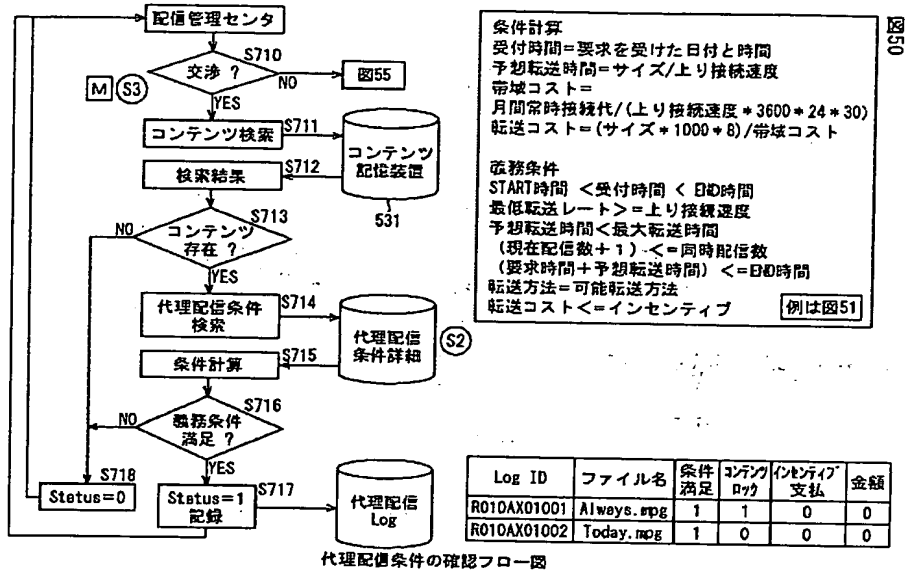 図50
配信管理センタ
S710
交渉 ?
M S3
NO
図55
YES
コンテンツ検索
S711
コンテンツ
記憶装置
531
検索結果
S712
S713
コンテンツ
存在 ?
NO
YES
代理配信条件
検索
S714
代理配信
条件詳細
S2
条件計算
S715
S716
義務条件
満足 ?
NO
YES
S718
Status=0
Status=1
記録
S717
代理配信
Log
条件計算
受付時間=要求を受けた日付と時間
予想転送時間=サイズ/上り接続速度
帯域コスト=
月間常時接続代/(上り接続速度*3600*24*30)
転送コスト=(サイズ*1000*8)/帯域コスト
義務条件
START時間 <受付時間 < END時間
最低転送レート>=上り接続速度
予想転送時間<最大転送時間
(現在配信数+1) <=同時配信数
(要求時間+予想転送時間) <=END時間
転送方法=可能転送方法
転送コスト<=インセンティブ
例は図51
Log ID ファイル名 条件満足 コンテンツロック インセンティブ支払 金額
R010AX01001 Always.mpg 1 1 0 0
R010AX01002 Today.mpg 1 0 0 0
代理配信条件の確認フロー図